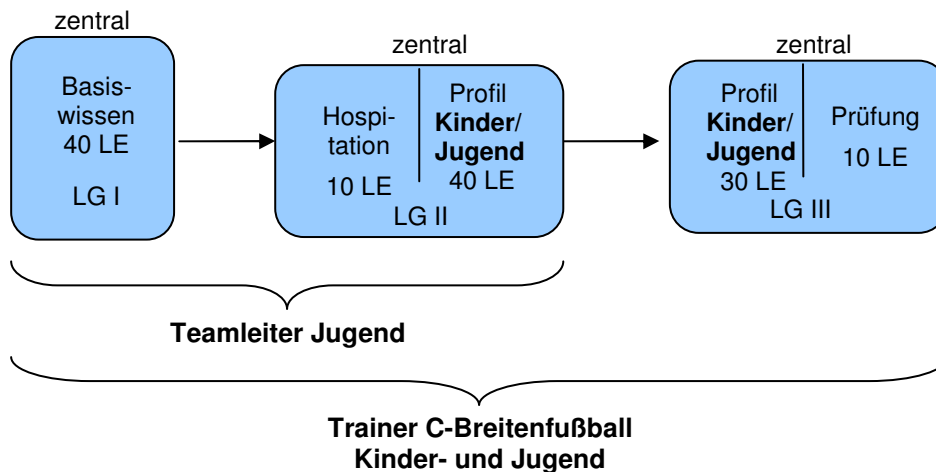 zentral
Basis-
wissen
40 LE
LG I
zentral
Hospi-
tation
10 LE
Profil
Kinder/
Jugend
40 LE
LG II
zentral
Profil
Kinder/
Jugend
30 LE
Prüfung
10 LE
LG III
Teamleiter Jugend
Trainer C-Breitenfußball
Kinder- und Jugend